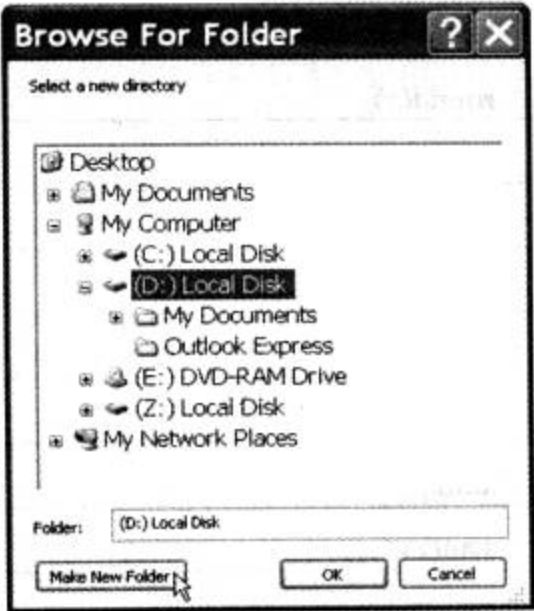 Browse For Folder
Select a new directory
Desktop
My Documents
My Computer
(C:) Local Disk
(D:) Local Disk
My Documents
Outlook Express
(E:) DVD-RAM Drive
(Z:) Local Disk
My Network Places
Folder: (D:) Local Disk
Make New Folder OK Cancel